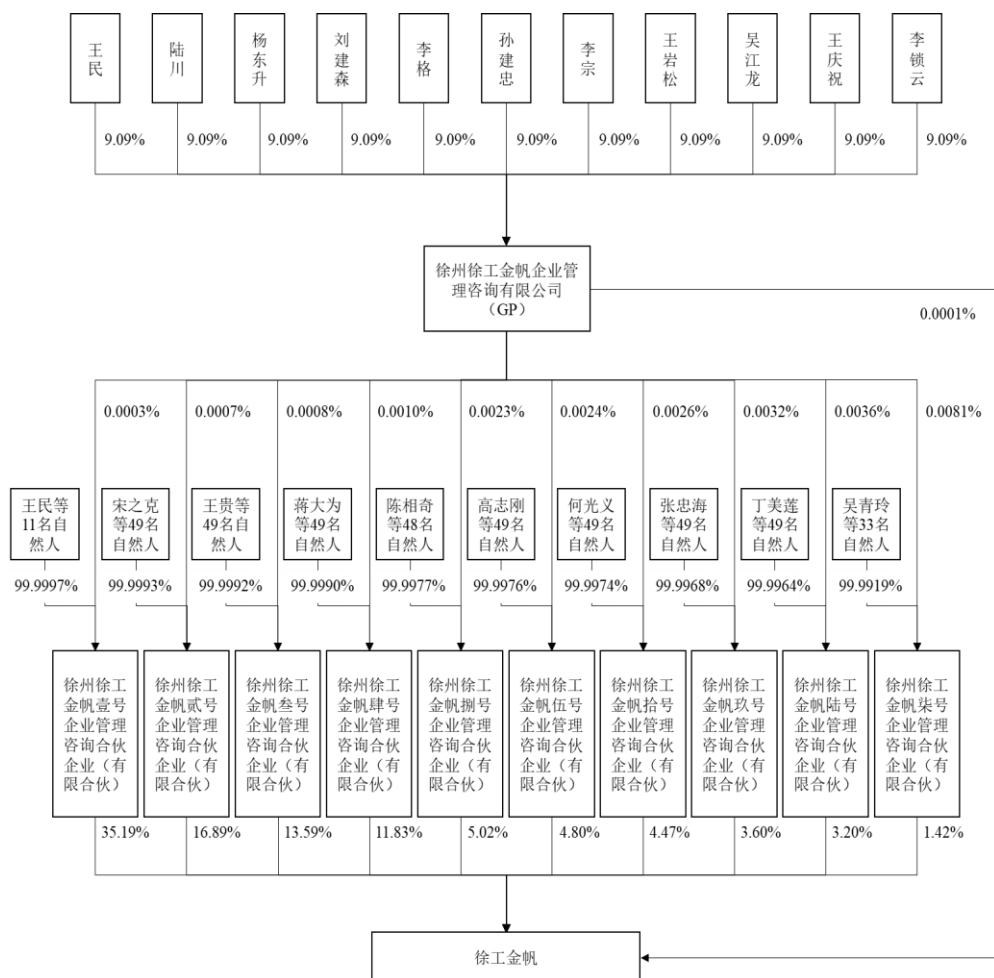 王民
陆川
杨东升
刘建森
李格
孙建忠
李宗
王岩松
吴江龙
王庆祝
李锁云
9.09%
9.09%
9.09%
9.09%
9.09%
9.09%
9.09%
9.09%
9.09%
9.09%
9.09%
徐州徐工金帆企业管
理咨询有限公司
（GP）
0.0001%
0.0003%
0.0007%
0.0008%
0.0010%
0.0023%
0.0024%
0.0026%
0.0032%
0.0036%
0.0081%
王民等
11名自
然人
宋之克
等49名
自然人
王贵等
49名自
然人
蒋大为
等49名
自然人
陈相奇
等48名
自然人
高志刚
等49名
自然人
何光义
等49名
自然人
张忠海
等49名
自然人
丁美莲
等49名
自然人
吴青玲
等33名
自然人
99.9997%
99.9993%
99.9992%
99.9990%
99.9977%
99.9976%
99.9974%
99.9968%
99.9964%
99.9919%
徐州徐工
金帆壹号
企业管理
咨询合伙
企业（有
限合伙）
徐州徐工
金帆贰号
企业管理
咨询合伙
企业（有
限合伙）
徐州徐工
金帆叁号
企业管理
咨询合伙
企业（有
限合伙）
徐州徐工
金帆肆号
企业管理
咨询合伙
企业（有
限合伙）
徐州徐工
金帆捌号
企业管理
咨询合伙
企业（有
限合伙）
徐州徐工
金帆伍号
企业管理
咨询合伙
企业（有
限合伙）
徐州徐工
金帆拾号
企业管理
咨询合伙
企业（有
限合伙）
徐州徐工
金帆玖号
企业管理
咨询合伙
企业（有
限合伙）
徐州徐工
金帆陆号
企业管理
咨询合伙
企业（有
限合伙）
徐州徐工
金帆柒号
企业管理
咨询合伙
企业（有
限合伙）
35.19%
16.89%
13.59%
11.83%
5.02%
4.80%
4.47%
3.60%
3.20%
1.42%
徐工金帆